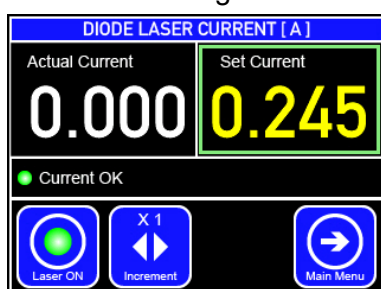 DIODE LASER CURRENT [ A ]
Actual Current
Set Current
0.000
0.245
Current OK
X 1
Laser ON
Increment
Main Menu